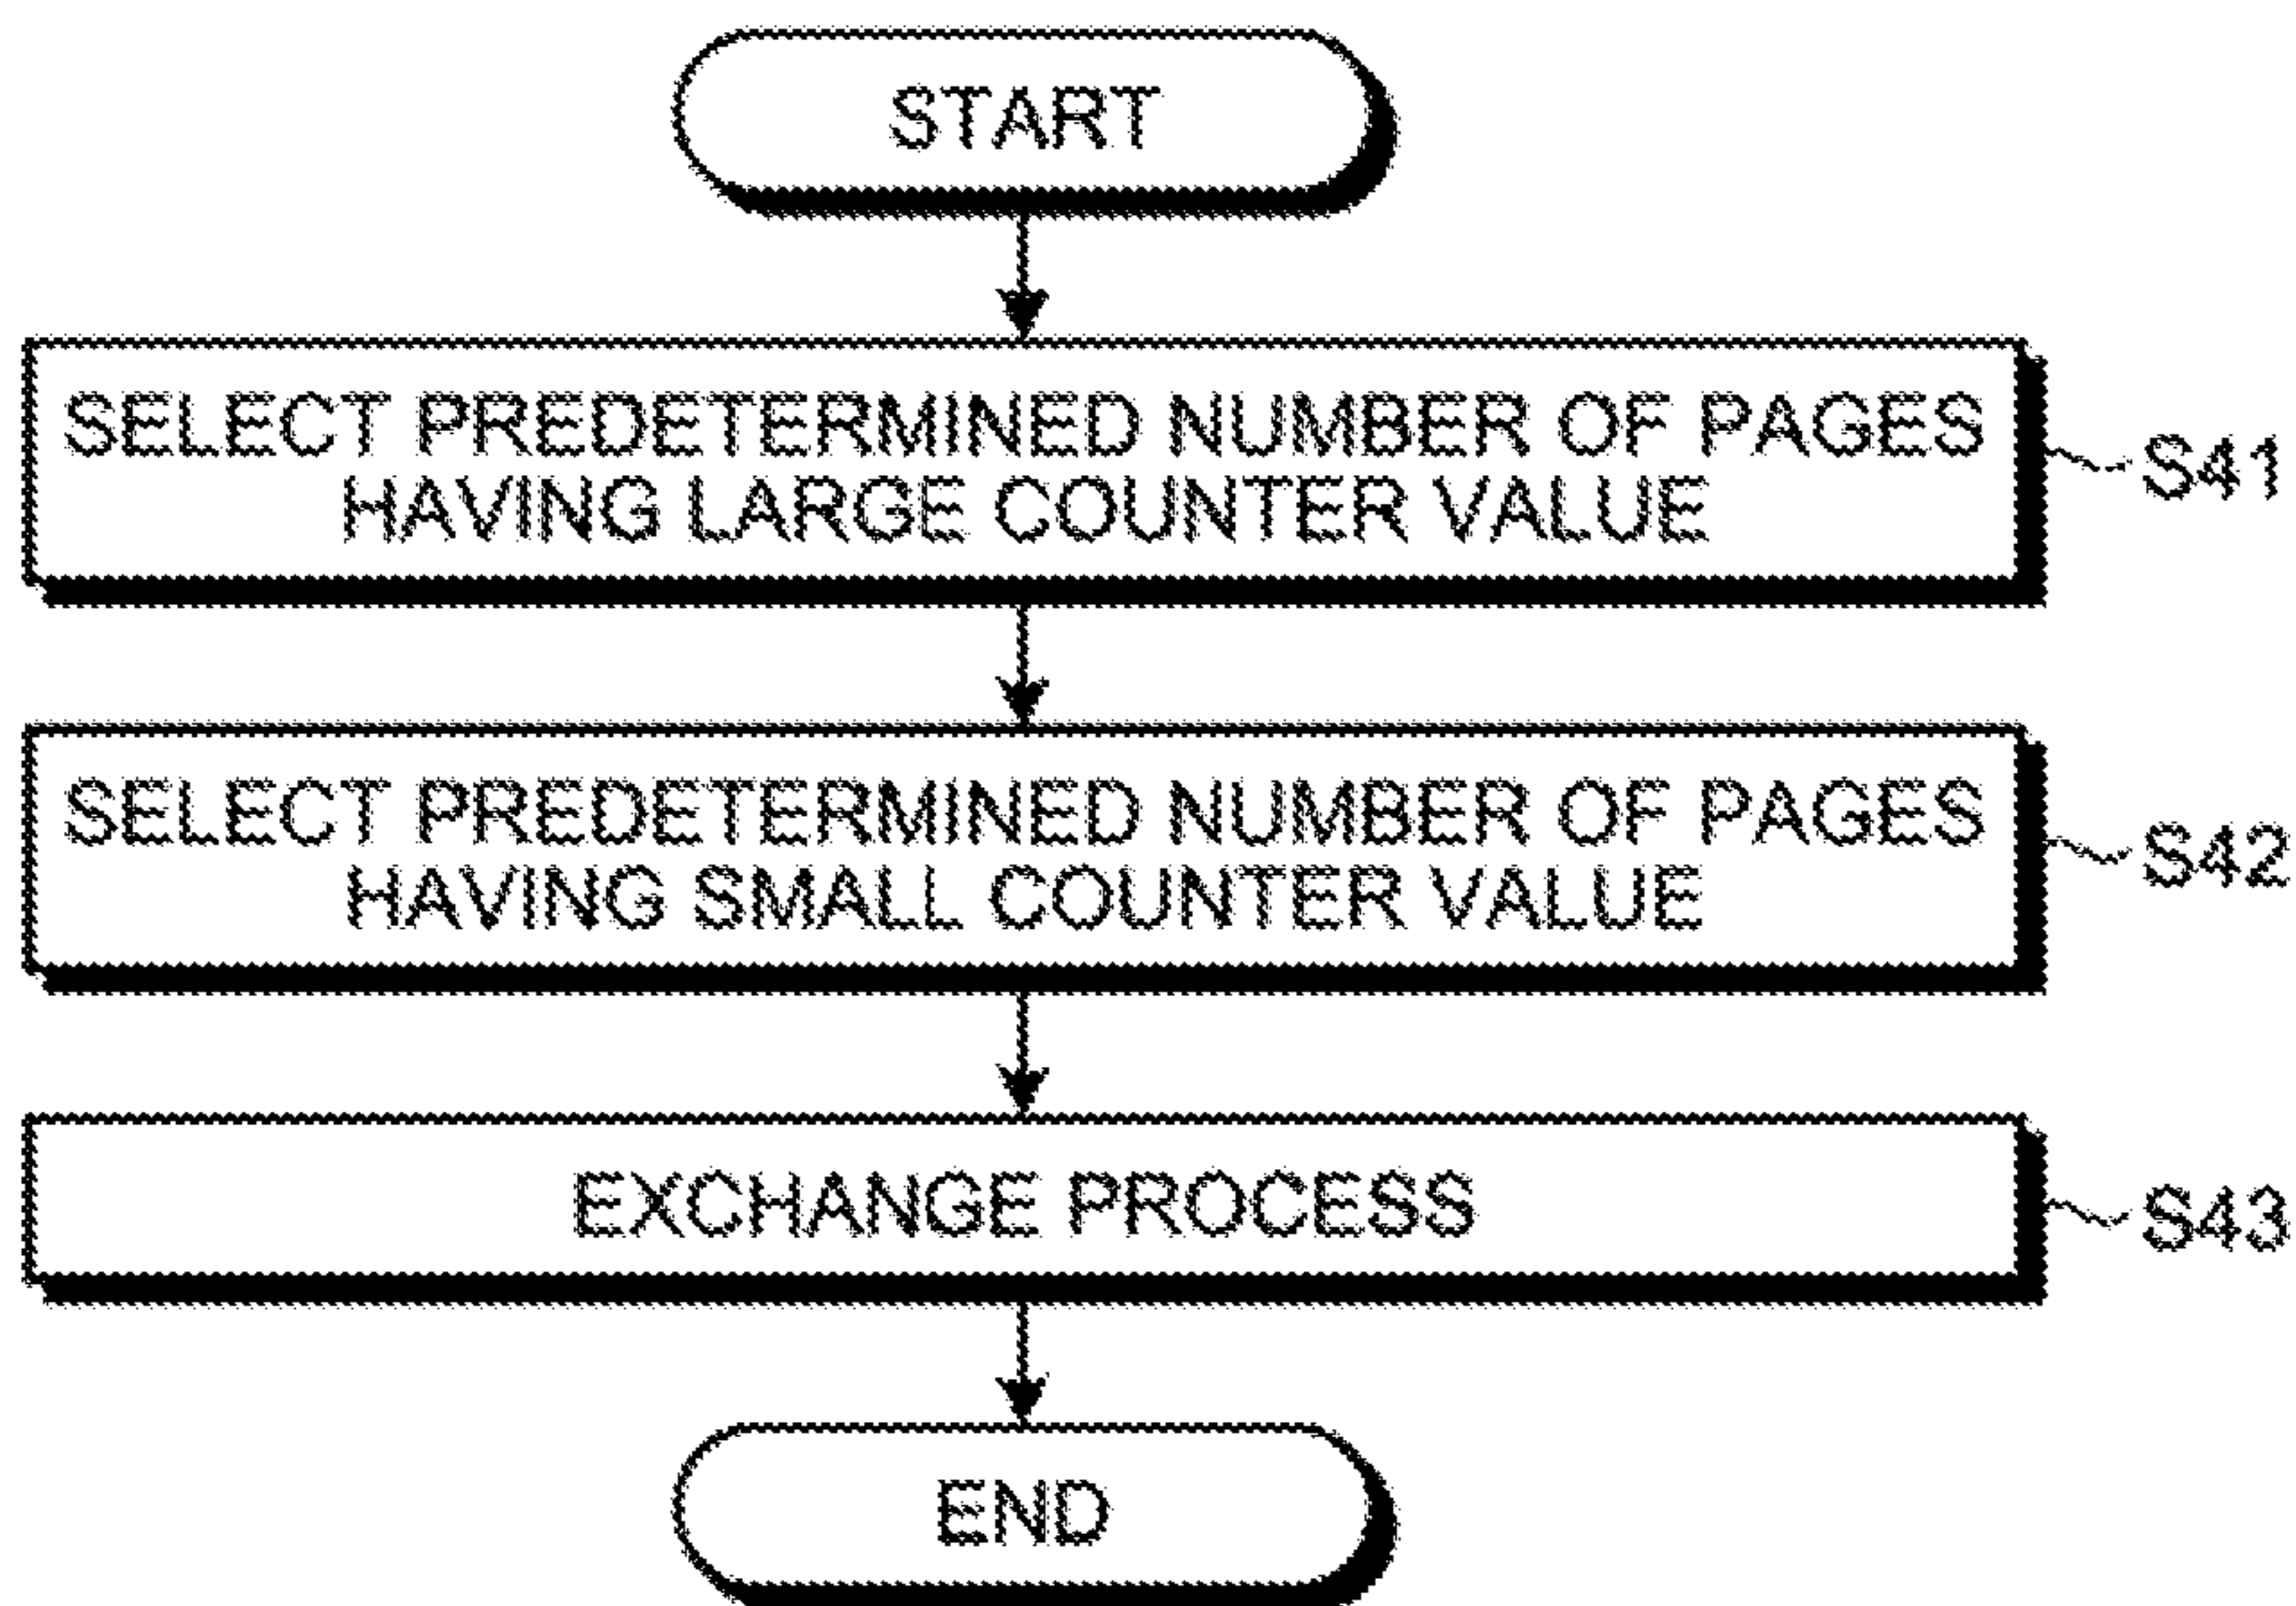 START
SELECT PREDETERMINED NUMBER OF PAGES
HAVING LARGE COUNTER VALUE
S41
SELECT PREDETERMINED NUMBER OF PAGES
HAVING SMALL COUNTER VALUE
S42
EXCHANGE PROCESS
S43
END